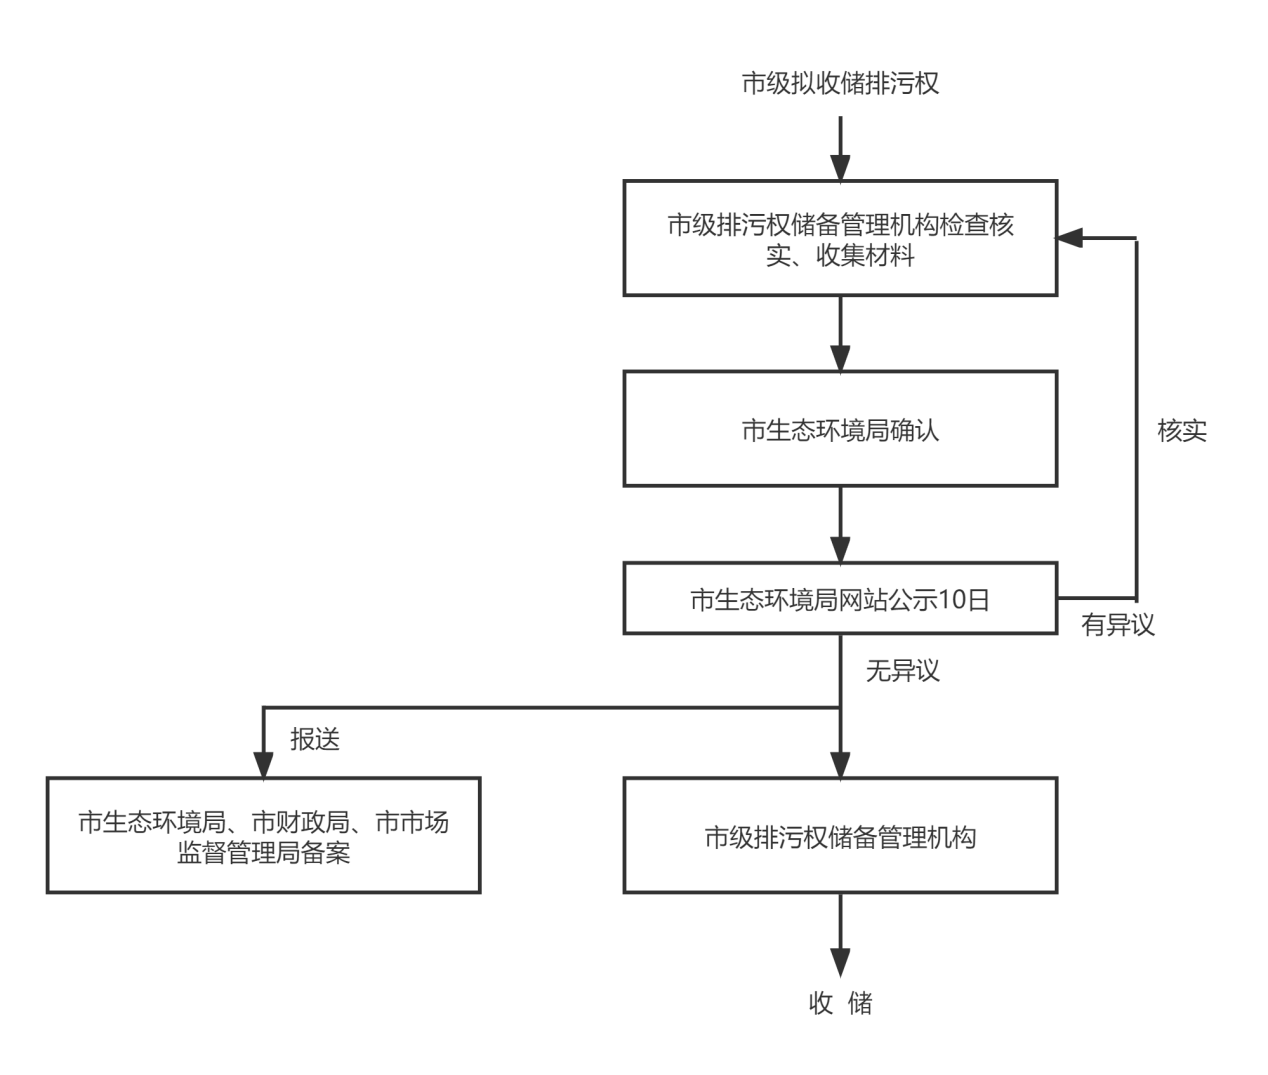 市级拟收储排污权
市级排污权储备管理机构检查核
实、收集材料
市生态环境局确认
核实
市生态环境局网站公示10日
有异议
无异议
报送
市生态环境局、市财政局、市市场
监督管理局备案
市级排污权储备管理机构
收 储